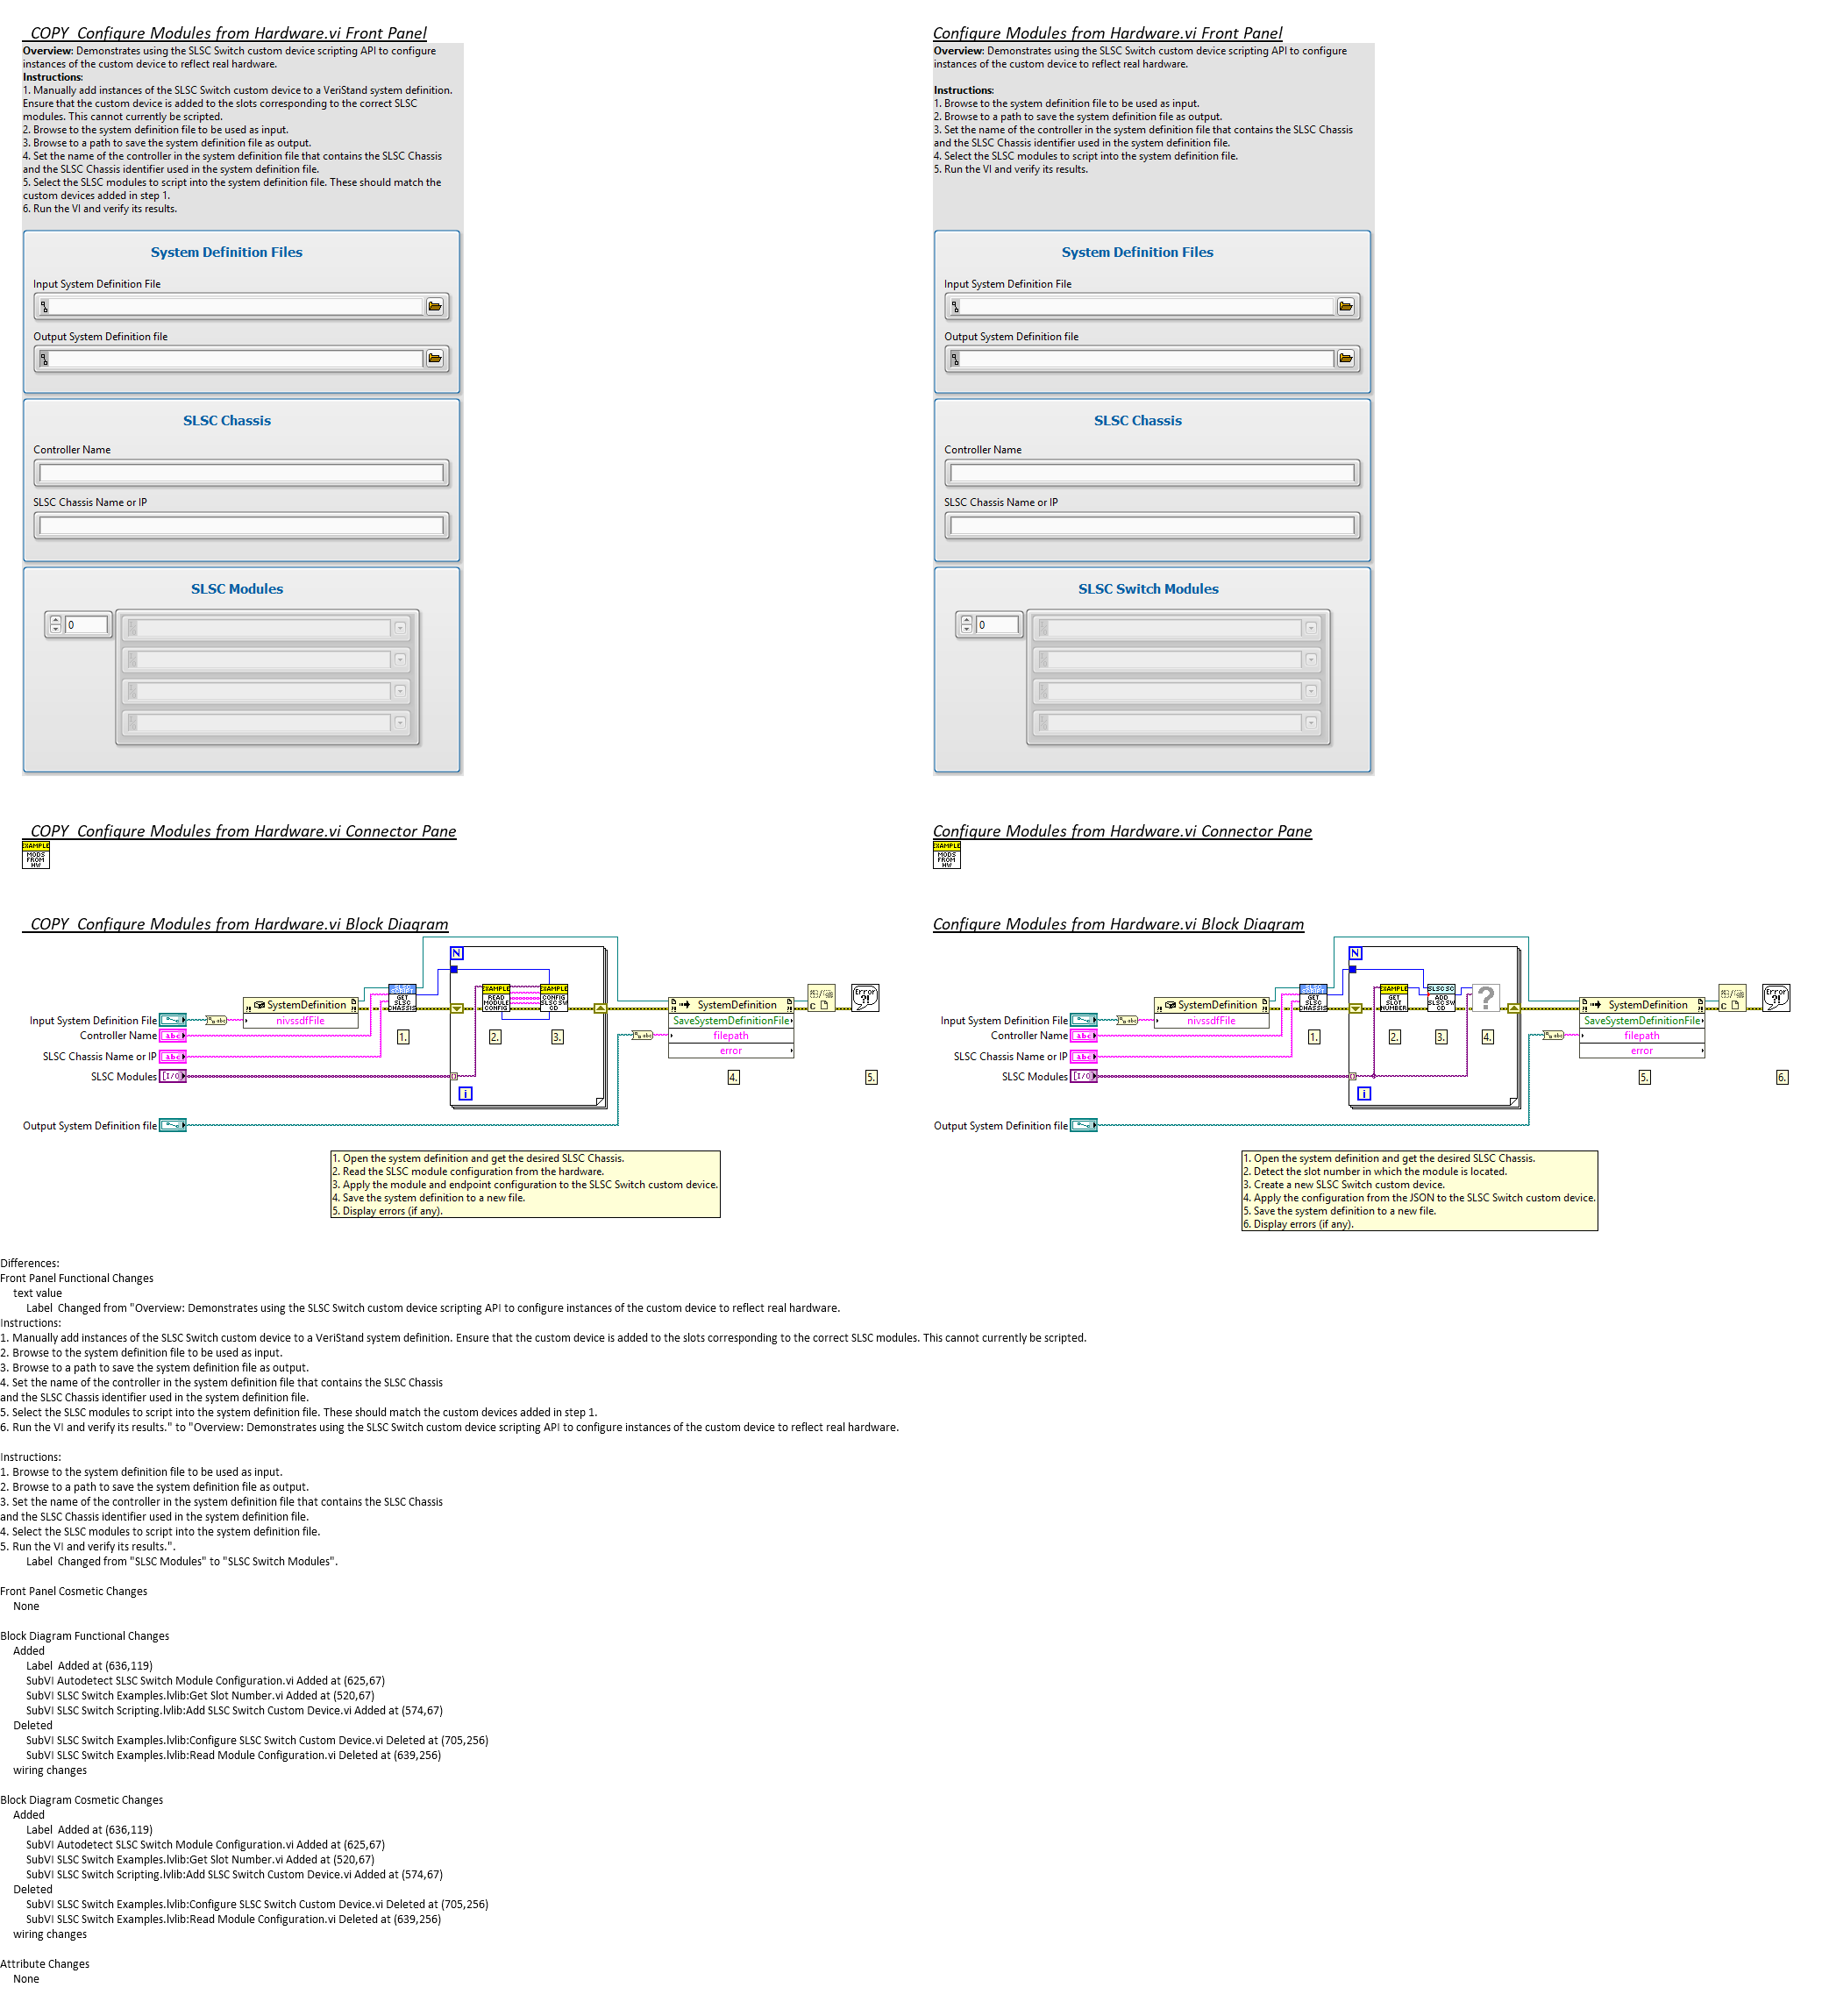 COPY  Configure Modules from Hardware.vi Front Panel
Overview: Demonstrates using the SLSC Switch custom device scripting API to configure
instances of the custom device to reflect real hardware.
Instructions:
1. Manually add instances of the SLSC Switch custom device to a VeriStand system definition.
Ensure that the custom device is added to the slots corresponding to the correct SLSC
modules. This cannot currently be scripted.
2. Browse to the system definition file to be used as input.
3. Browse to a path to save the system definition file as output.
4. Set the name of the controller in the system definition file that contains the SLSC Chassis
and the SLSC Chassis identifier used in the system definition file.
5. Select the SLSC modules to script into the system definition file. These should match the
custom devices added in step 1.
6. Run the VI and verify its results.
System Definition Files
Input System Definition File
Output System Definition file
SLSC Chassis
Controller Name
SLSC Chassis Name or IP
SLSC Modules
0
Configure Modules from Hardware.vi Front Panel
Overview: Demonstrates using the SLSC Switch custom device scripting API to configure
instances of the custom device to reflect real hardware.
Instructions:
1. Browse to the system definition file to be used as input.
2. Browse to a path to save the system definition file as output.
3. Set the name of the controller in the system definition file that contains the SLSC Chassis
and the SLSC Chassis identifier used in the system definition file.
4. Select the SLSC modules to script into the system definition file.
5. Run the VI and verify its results.
System Definition Files
Input System Definition File
Output System Definition file
SLSC Chassis
Controller Name
SLSC Chassis Name or IP
SLSC Switch Modules
0
COPY  Configure Modules from Hardware.vi Connector Pane
EXAMPLE
MODS
FROM
HW
Configure Modules from Hardware.vi Connector Pane
EXAMPLE
MODS
FROM
HW
COPY  Configure Modules from Hardware.vi Block Diagram
N
SystemDefinition
nivssdfFile
GET
SLSC
CHASSIS
EXAMPLE
READ
MODULE
CONFIG
EXAMPLE
CONFIG
SLSC SW
CD
SystemDefinition
SaveSystemDefinitionFile
filepath
error
Error
?!
Input System Definition File
Controller Name
abc
SLSC Chassis Name or IP
abc
SLSC Modules
[I/O]
i
1.
2.
3.
4.
5.
Output System Definition file
1. Open the system definition and get the desired SLSC Chassis.
2. Read the SLSC module configuration from the hardware.
3. Apply the module and endpoint configuration to the SLSC Switch custom device.
4. Save the system definition to a new file.
5. Display errors (if any).
Configure Modules from Hardware.vi Block Diagram
N
SystemDefinition
nivssdfFile
GET
SLSC
CHASSIS
EXAMPLE
GET
SLOT
NUMBER
SLSC SC
ADD
SLSC SW
CD
?
SystemDefinition
SaveSystemDefinitionFile
filepath
error
Error
?!
Input System Definition File
Controller Name
abc
SLSC Chassis Name or IP
abc
SLSC Modules
[I/O]
i
1.
2.
3.
4.
5.
6.
Output System Definition file
1. Open the system definition and get the desired SLSC Chassis.
2. Detect the slot number in which the module is located.
3. Create a new SLSC Switch custom device.
4. Apply the configuration from the JSON to the SLSC Switch custom device.
5. Save the system definition to a new file.
6. Display errors (if any).
Differences:
Front Panel Functional Changes
text value
Label  Changed from "Overview: Demonstrates using the SLSC Switch custom device scripting API to configure instances of the custom device to reflect real hardware.
Instructions:
1. Manually add instances of the SLSC Switch custom device to a VeriStand system definition. Ensure that the custom device is added to the slots corresponding to the correct SLSC modules. This cannot currently be scripted.
2. Browse to the system definition file to be used as input.
3. Browse to a path to save the system definition file as output.
4. Set the name of the controller in the system definition file that contains the SLSC Chassis
and the SLSC Chassis identifier used in the system definition file.
5. Select the SLSC modules to script into the system definition file. These should match the custom devices added in step 1.
6. Run the VI and verify its results." to "Overview: Demonstrates using the SLSC Switch custom device scripting API to configure instances of the custom device to reflect real hardware.
Instructions:
1. Browse to the system definition file to be used as input.
2. Browse to a path to save the system definition file as output.
3. Set the name of the controller in the system definition file that contains the SLSC Chassis
and the SLSC Chassis identifier used in the system definition file.
4. Select the SLSC modules to script into the system definition file.
5. Run the VI and verify its results.".
Label  Changed from "SLSC Modules" to "SLSC Switch Modules".
Front Panel Cosmetic Changes
None
Block Diagram Functional Changes
Added
Label  Added at (636,119)
SubVI Autodetect SLSC Switch Module Configuration.vi Added at (625,67)
SubVI SLSC Switch Examples.lvlib:Get Slot Number.vi Added at (520,67)
SubVI SLSC Switch Scripting.lvlib:Add SLSC Switch Custom Device.vi Added at (574,67)
Deleted
SubVI SLSC Switch Examples.lvlib:Configure SLSC Switch Custom Device.vi Deleted at (705,256)
SubVI SLSC Switch Examples.lvlib:Read Module Configuration.vi Deleted at (639,256)
wiring changes
Block Diagram Cosmetic Changes
Added
Label  Added at (636,119)
SubVI Autodetect SLSC Switch Module Configuration.vi Added at (625,67)
SubVI SLSC Switch Examples.lvlib:Get Slot Number.vi Added at (520,67)
SubVI SLSC Switch Scripting.lvlib:Add SLSC Switch Custom Device.vi Added at (574,67)
Deleted
SubVI SLSC Switch Examples.lvlib:Configure SLSC Switch Custom Device.vi Deleted at (705,256)
SubVI SLSC Switch Examples.lvlib:Read Module Configuration.vi Deleted at (639,256)
wiring changes
Attribute Changes
None